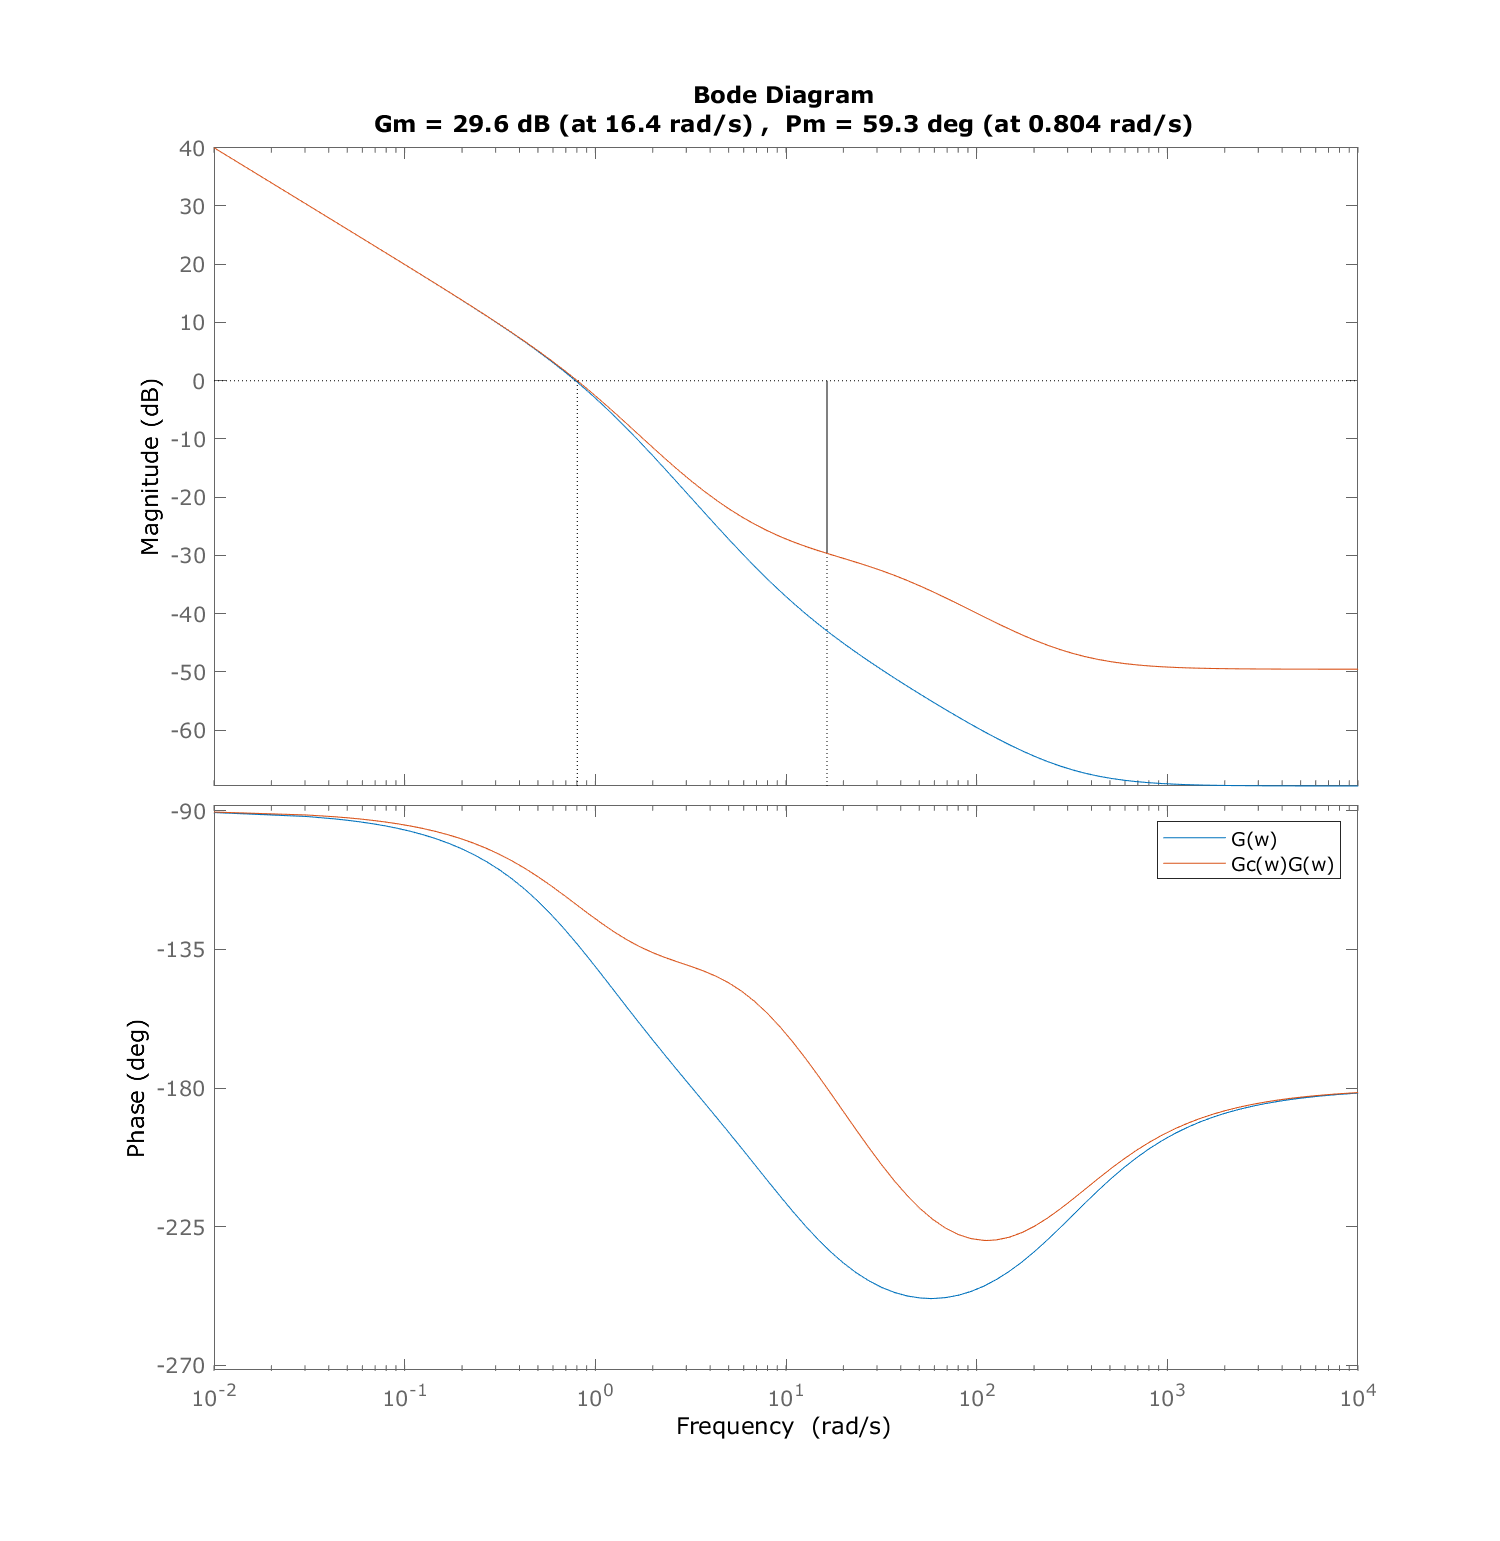 Bode Diagram
Gm = 29.6 dB (at 16.4 rad/s) ,  Pm = 59.3 deg (at 0.804 rad/s)
40
30
20
10
0
-10
-20
-30
-40
-50
-60
Magnitude (dB)
-90
-135
-180
-225
-270
Phase (deg)
G(w)
Gc(w)G(w)
10^-2 10^-1 10^0 10^1 10^2 10^3 10^4
Frequency  (rad/s)